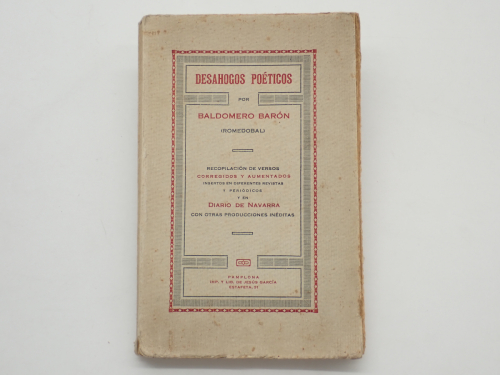 DESAHOGOS POÉTICOS
POR
BALDOMERO BARÓN
(ROMEDOBAL)
RECOPILACIÓN DE VERSOS
CORREGIDOS Y AUMENTADOS
INSERTOS EN DIFERENTES REVISTAS
Y PERIÓDICOS
Y EN
DIARIO DE NAVARRA
CON OTRAS PRODUCCIONES INÉDITAS
PAMPLONA
IMP. Y LIB. DE JESÚS GARCÍA
ESTAFETA, 31